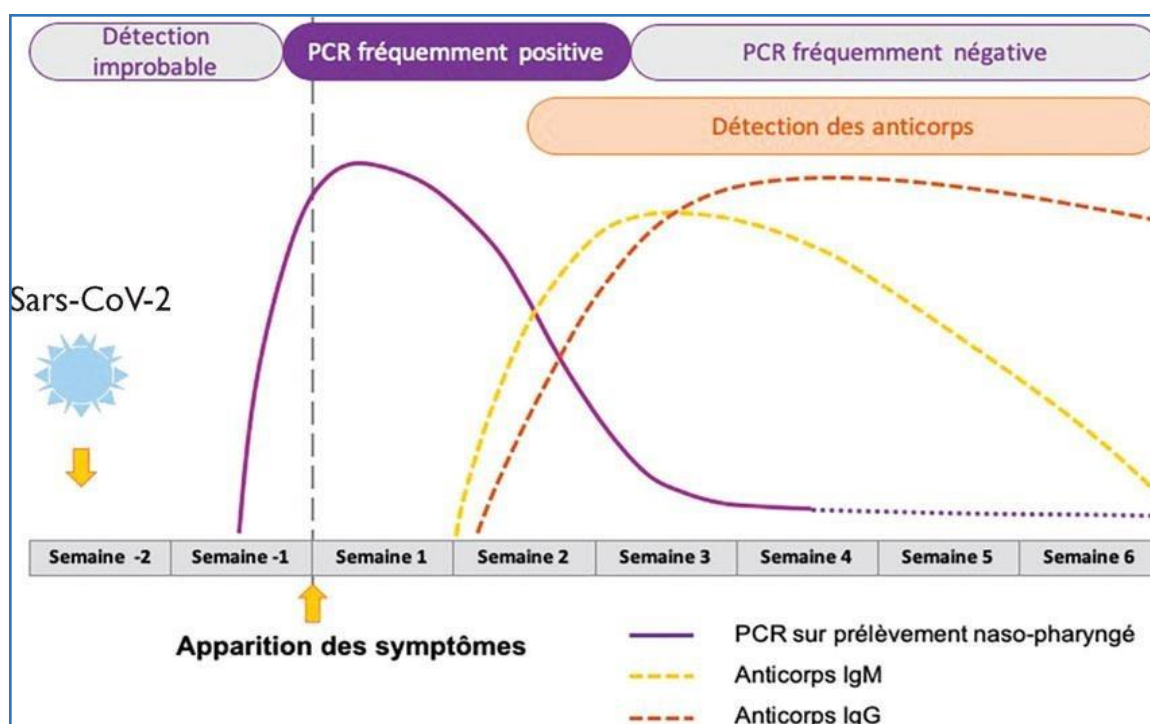 Détection
improbable
PCR fréquemment positive
PCR fréquemment négative
Détection des anticorps
Sars-CoV-2
Semaine -2
Semaine -1
Semaine 1
Semaine 2
Semaine 3
Semaine 4
Semaine 5
Semaine 6
Apparition des symptômes
PCR sur prélèvement naso-pharyngé
Anticorps IgM
Anticorps IgG